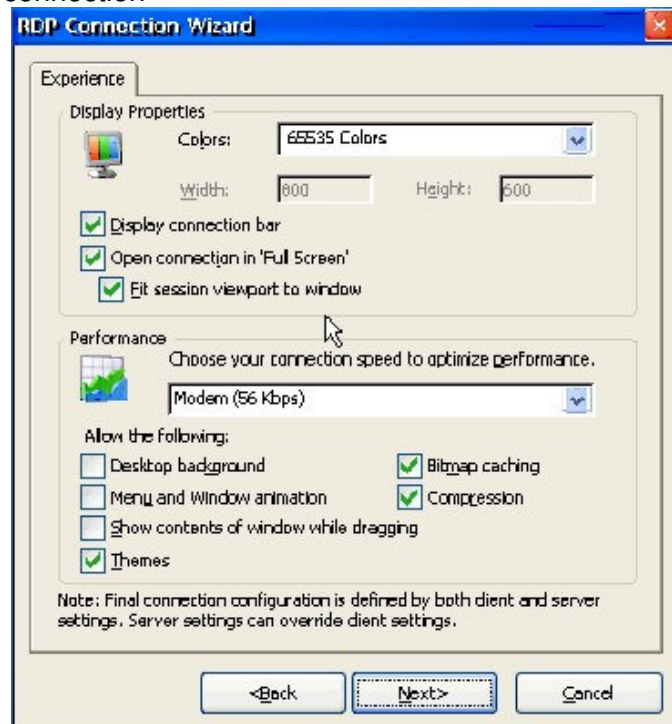 connection
RDP Connection Wizard
Experience
Display Properties
Colors: 65535 Colors
Width: 800 Height: 600
Display connection bar
Open connection in 'Full Screen'
Fit session viewport to window
Performance
Choose your connection speed to optimize performance.
Modem (56 Kbps)
Allow the following:
Desktop background Bitmap caching
Menu and Window animation Compression
Show contents of window while dragging
Themes
Note: Final connection configuration is defined by both client and server
settings. Server settings can override client settings.
<Back Next> Cancel